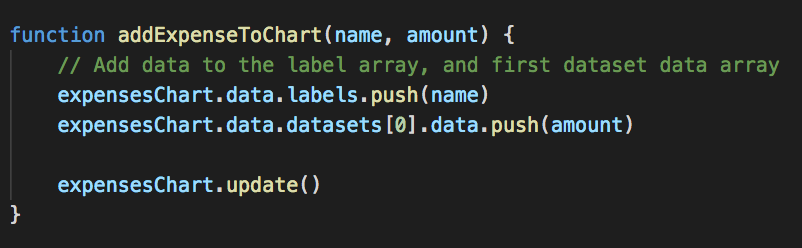 function addExpenseToChart(name, amount) {
    // Add data to the label array, and first dataset data array
    expensesChart.data.labels.push(name)
    expensesChart.data.datasets[0].data.push(amount)

    expensesChart.update()
}